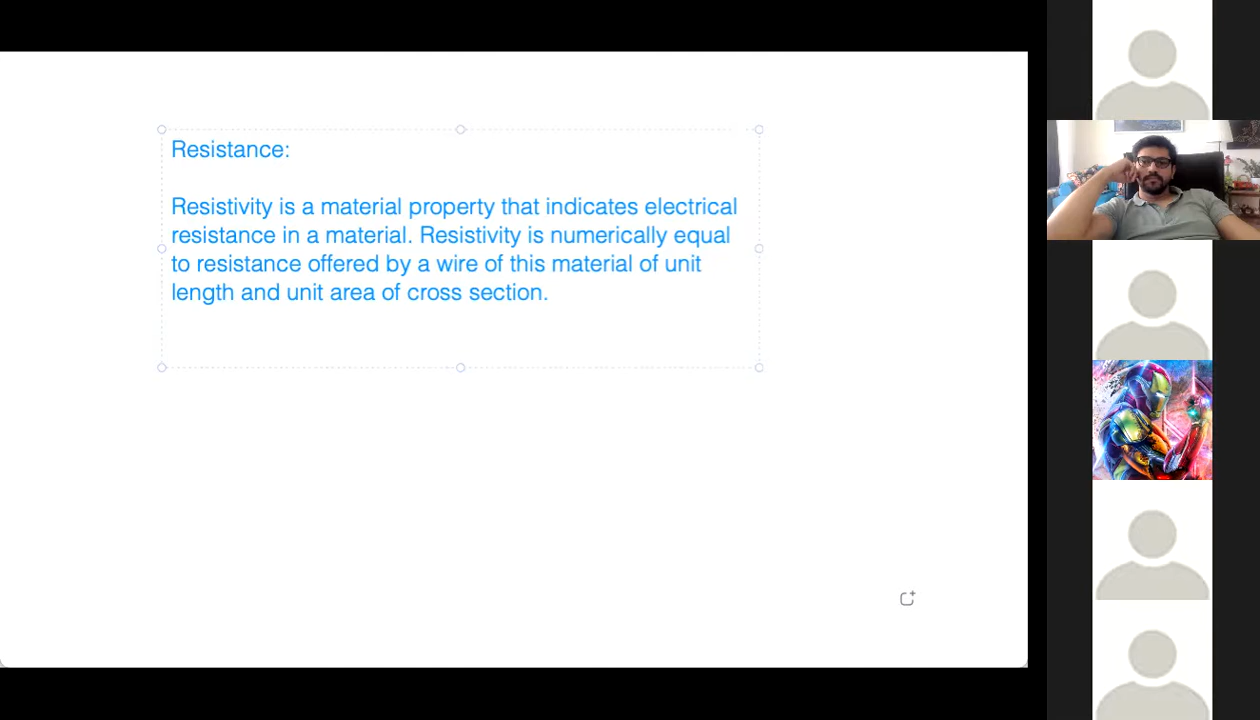 Resistance:
Resistivity is a material property that indicates electrical
resistance in a material. Resistivity is numerically equal
to resistance offered by a wire of this material of unit
length and unit area of cross section.